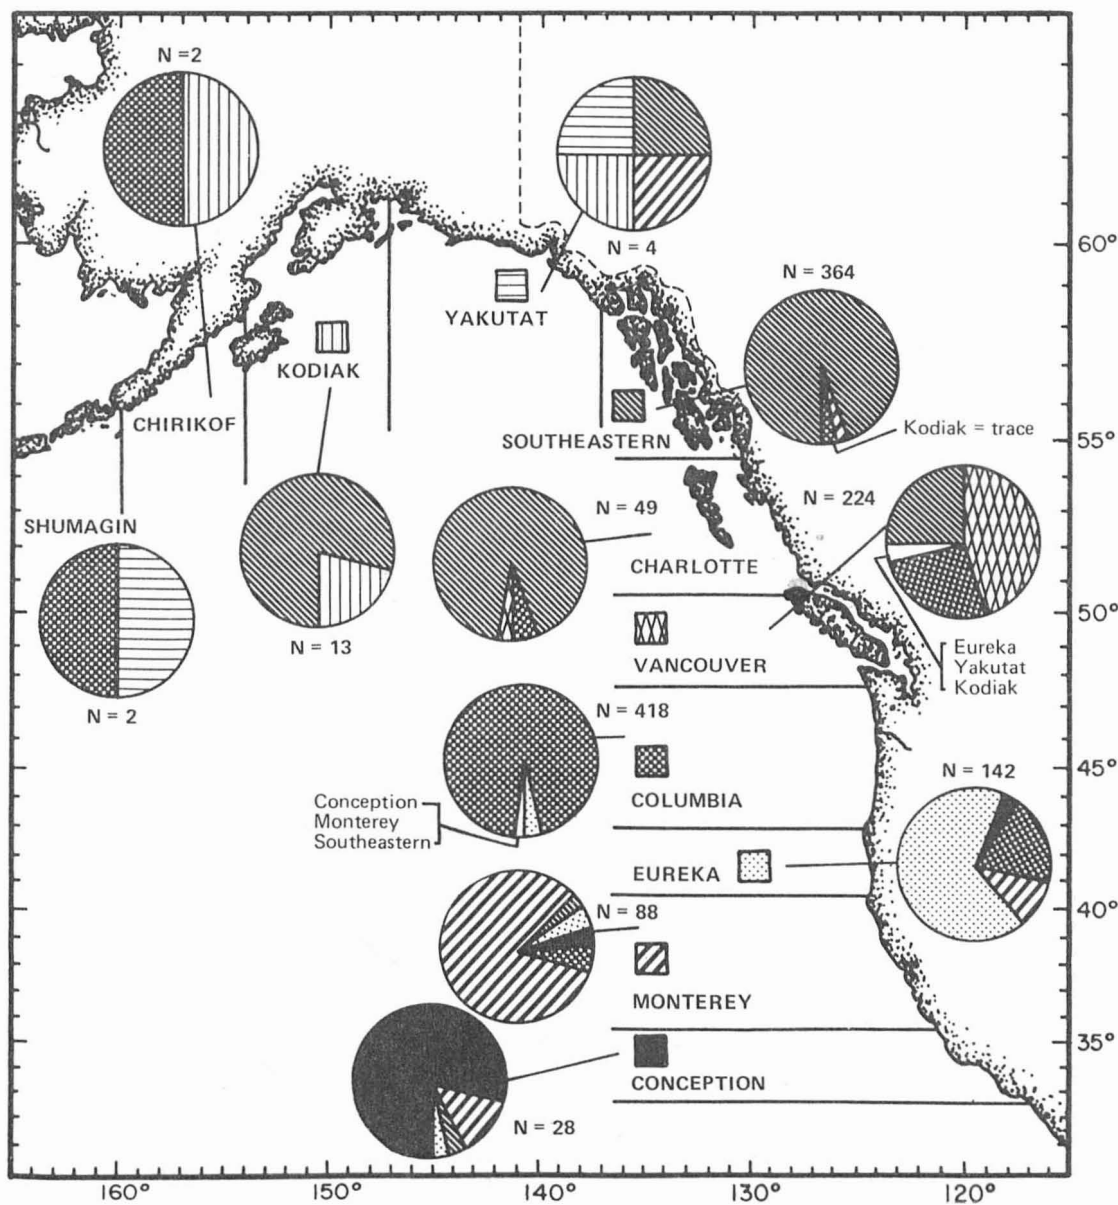 N =2
N = 4
60°
YAKUTAT
N = 364
KODIAK
CHIRIKOF
SOUTHEASTERN
Kodiak = trace
55°
SHUMAGIN
N = 49
N = 224
CHARLOTTE
50°
N = 13
VANCOUVER
Eureka
Yakutat
Kodiak
N = 2
N = 418
45°
N = 142
Conception
Monterey
Southeastern
COLUMBIA
EUREKA
40°
N = 88
MONTEREY
35°
CONCEPTION
N = 28
160°
150°
140°
130°
120°